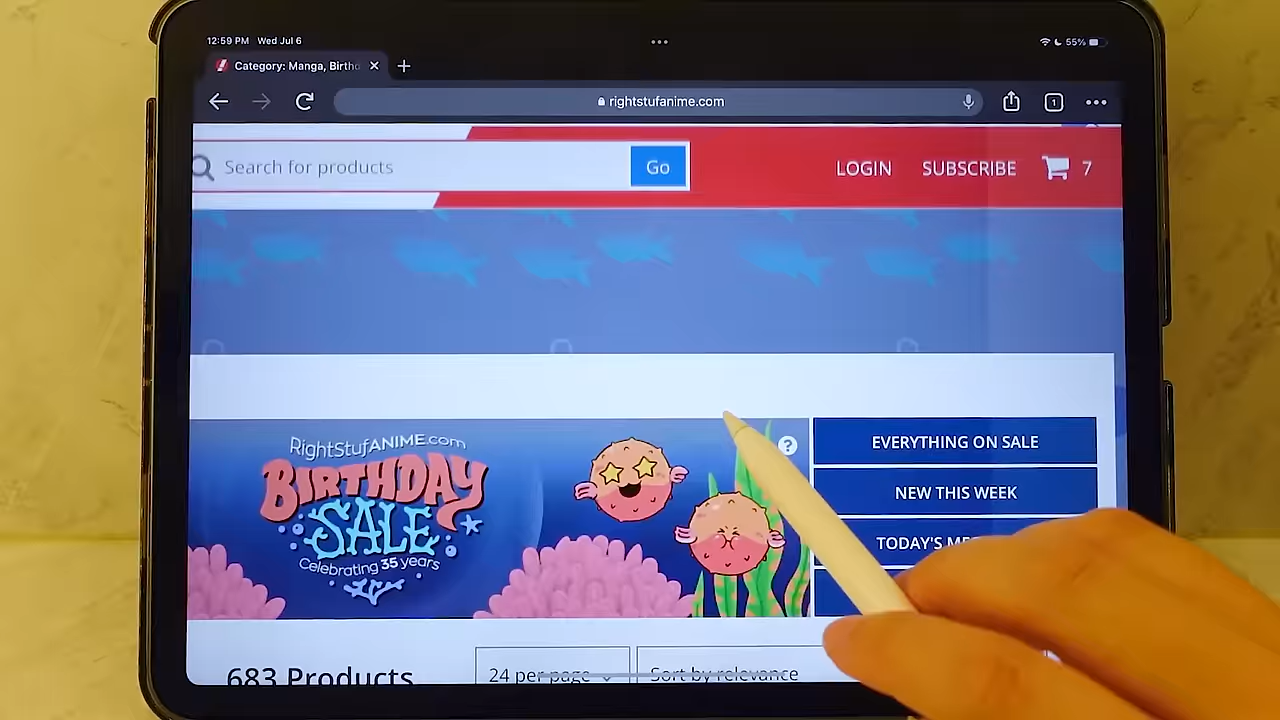 12:59 PM Wed Jul 6
55%
Category: Manga, Birthd
rightstufanime.com
1
Search for products
Go
LOGIN
SUBSCRIBE
7
RightStufANIME.com
BIRTHDAY
SALE
Celebrating 35 years
?
EVERYTHING ON SALE
NEW THIS WEEK
TODAY'S
683 Products
24 per page
Sort by relevance